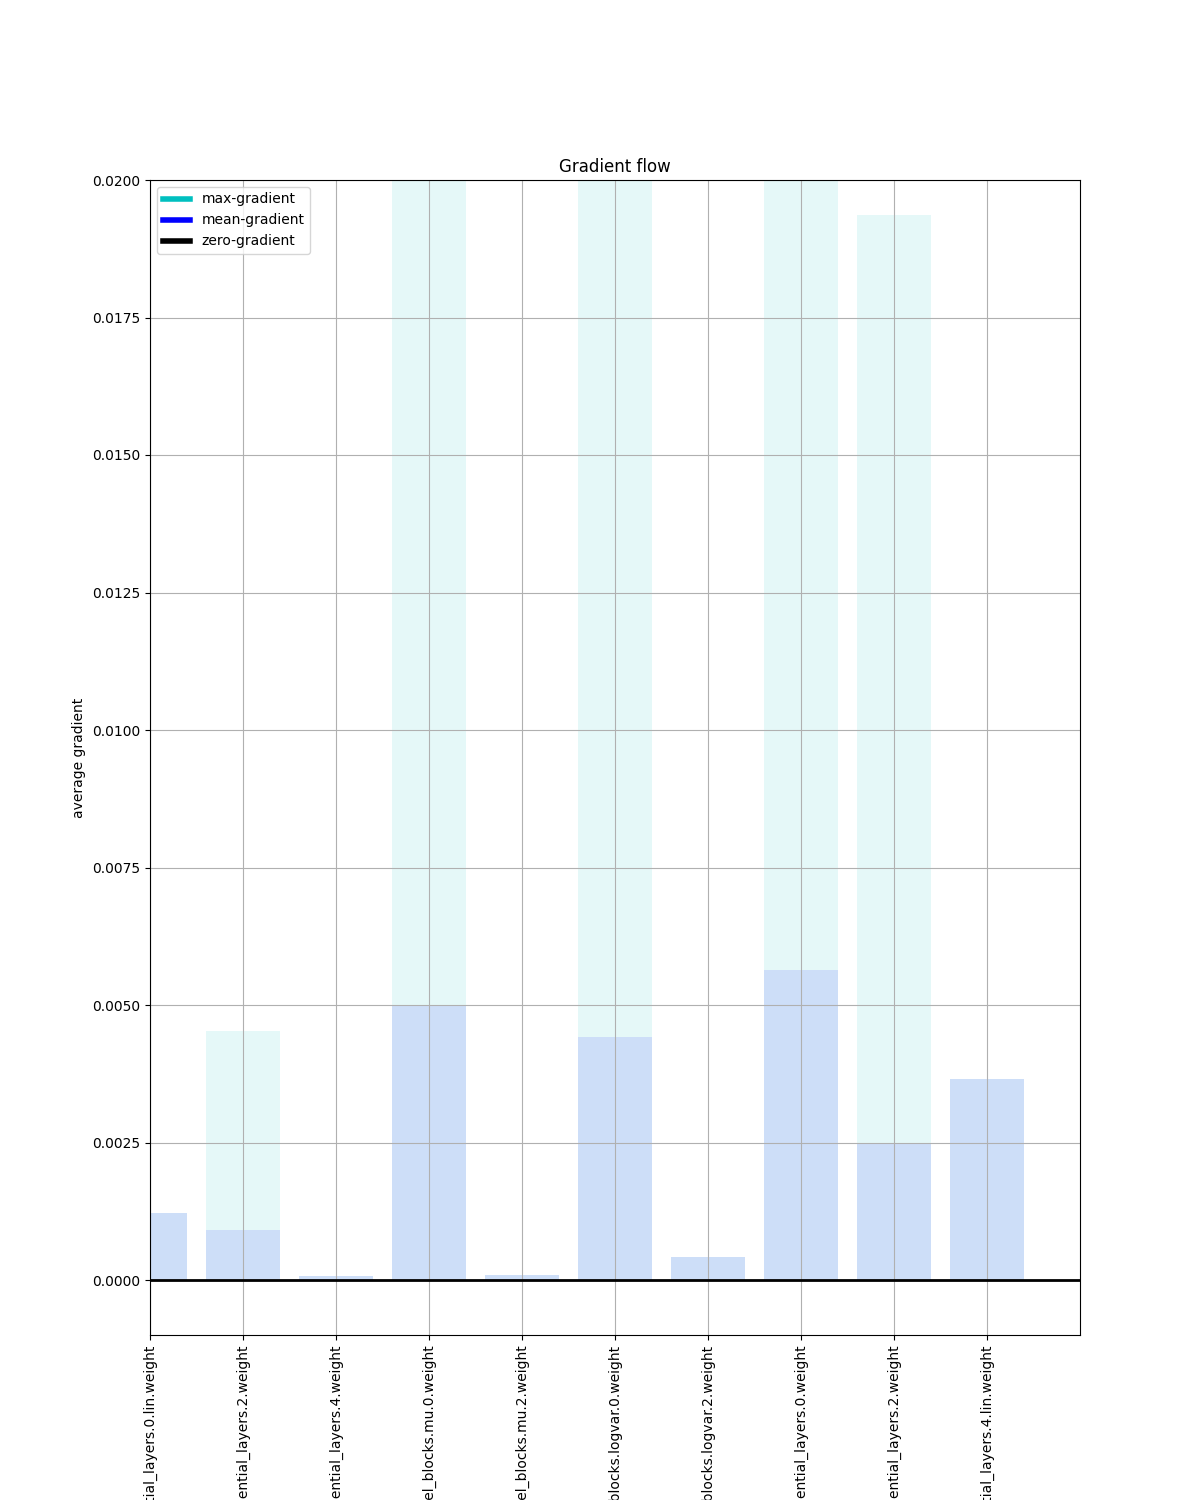 Gradient flow
max-gradient
mean-gradient
zero-gradient
0.0200
0.0175
0.0150
0.0125
0.0100
0.0075
0.0050
0.0025
0.0000
average gradient
tial_layers.0.lin.weight
ential_layers.2.weight
ential_layers.4.weight
el_blocks.mu.0.weight
el_blocks.mu.2.weight
blocks.logvar.0.weight
blocks.logvar.2.weight
ential_layers.0.weight
ential_layers.2.weight
tial_layers.4.lin.weight